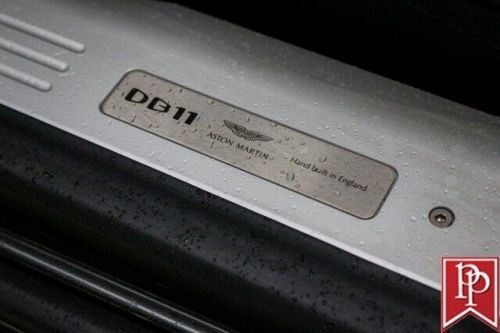 DB11
ASTON MARTIN
Hand built in England
PP